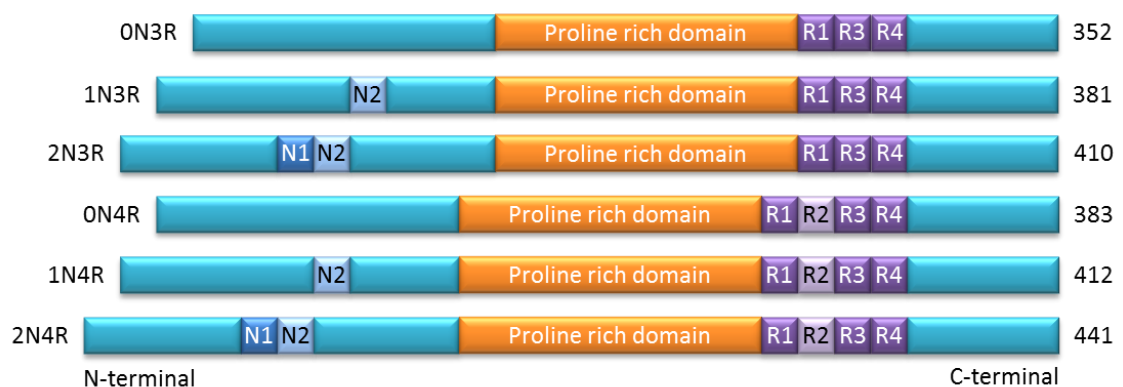 0N3R Proline rich domain R1 R3 R4 352
1N3R N2 Proline rich domain R1 R3 R4 381
2N3R N1 N2 Proline rich domain R1 R3 R4 410
0N4R Proline rich domain R1 R2 R3 R4 383
1N4R N2 Proline rich domain R1 R2 R3 R4 412
2N4R N1 N2 Proline rich domain R1 R2 R3 R4 441
N-terminal C-terminal